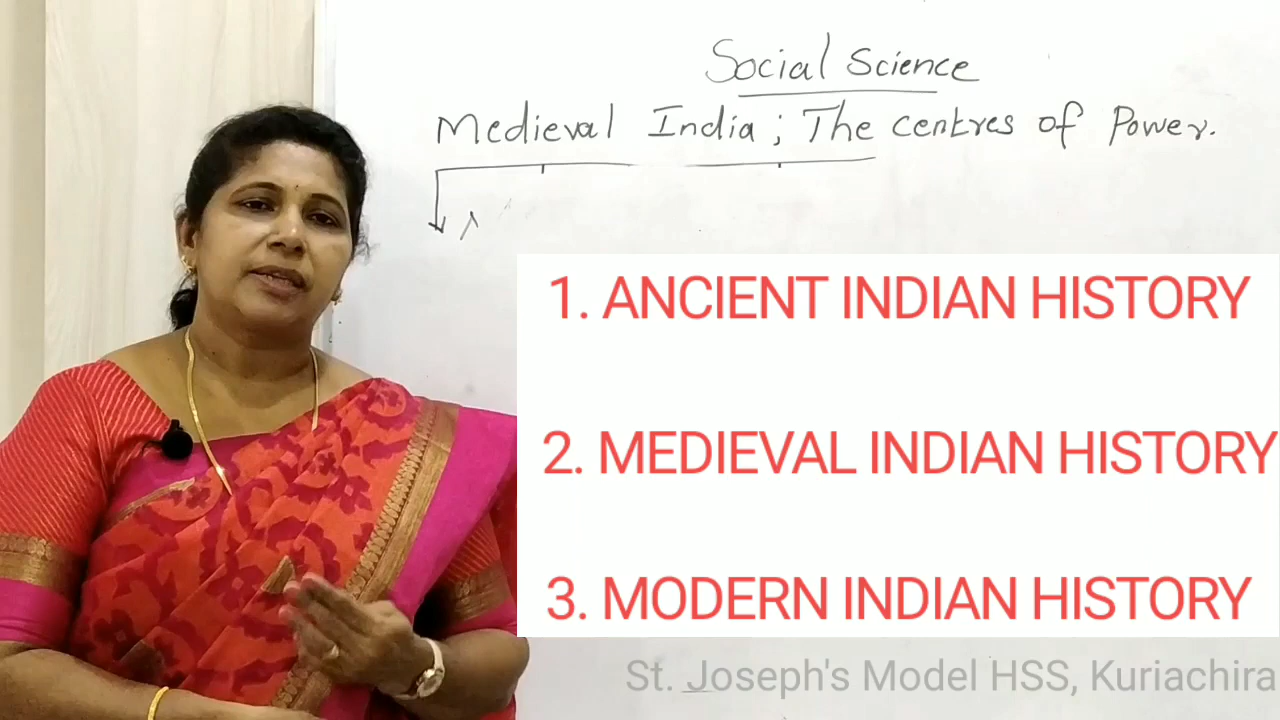 Social Science
Medieval India; The centres of Power.
1. ANCIENT INDIAN HISTORY
2. MEDIEVAL INDIAN HISTORY
3. MODERN INDIAN HISTORY
St. Joseph's Model HSS, Kuriachira